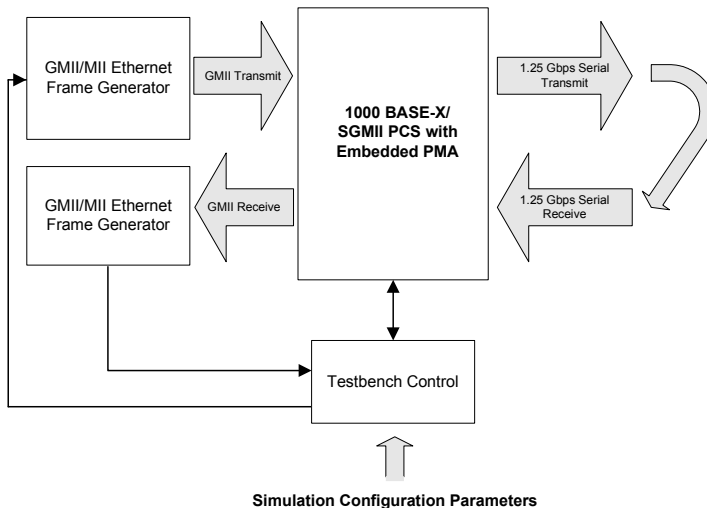 GMII/MII Ethernet
Frame Generator
GMII Transmit
1000 BASE-X/
SGMII PCS with
Embedded PMA
1.25 Gbps Serial
Transmit
GMII/MII Ethernet
Frame Generator
GMII Receive
1.25 Gbps Serial
Receive
Testbench Control
Simulation Configuration Parameters